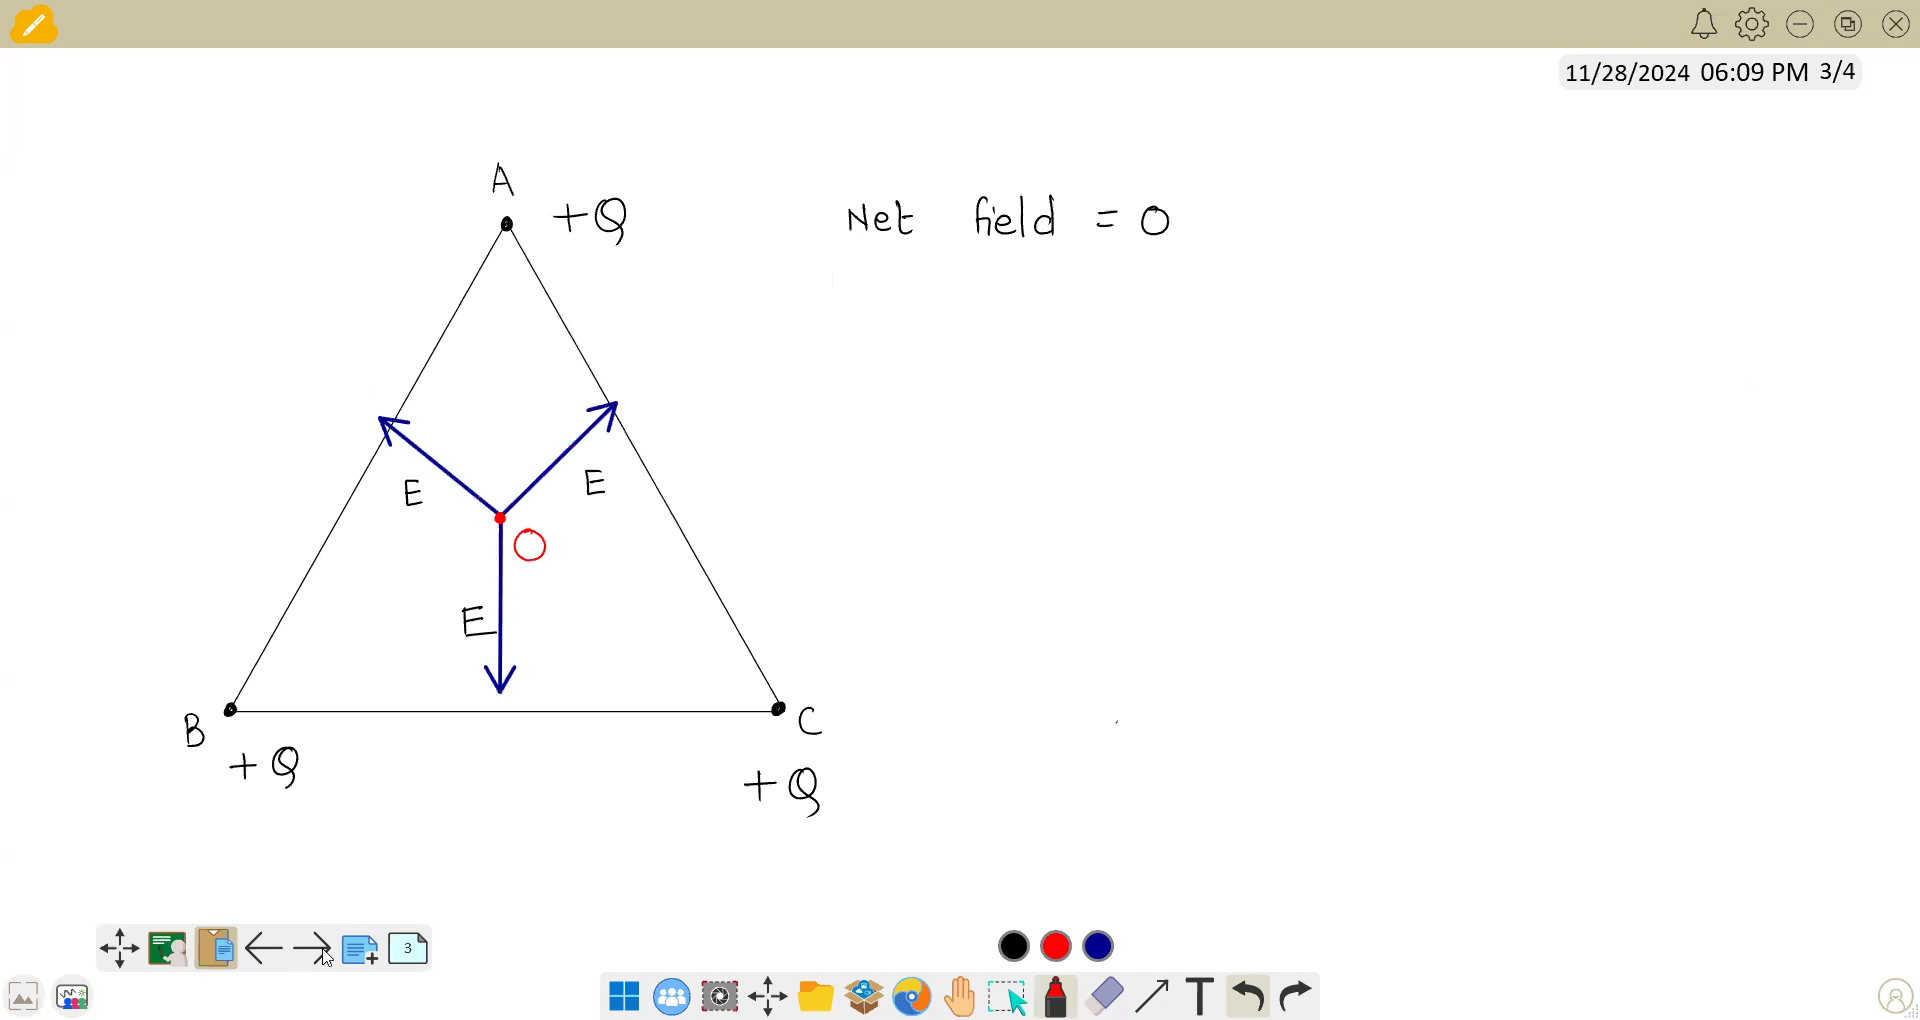 11/28/2024 06:09 PM 3/4
A
+Q
Net field = 0
E
E
O
E
B
C
+Q
+Q
3